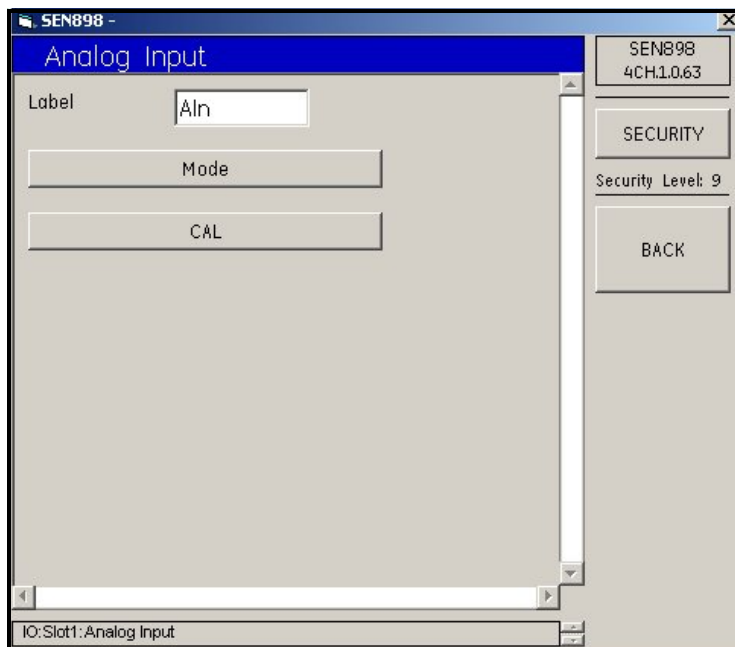 SEN898 -
Analog Input
Label
AIn
Mode
CAL
SEN898
4CH.1.0.63
SECURITY
Security Level: 9
BACK
IO:Slot1:Analog Input